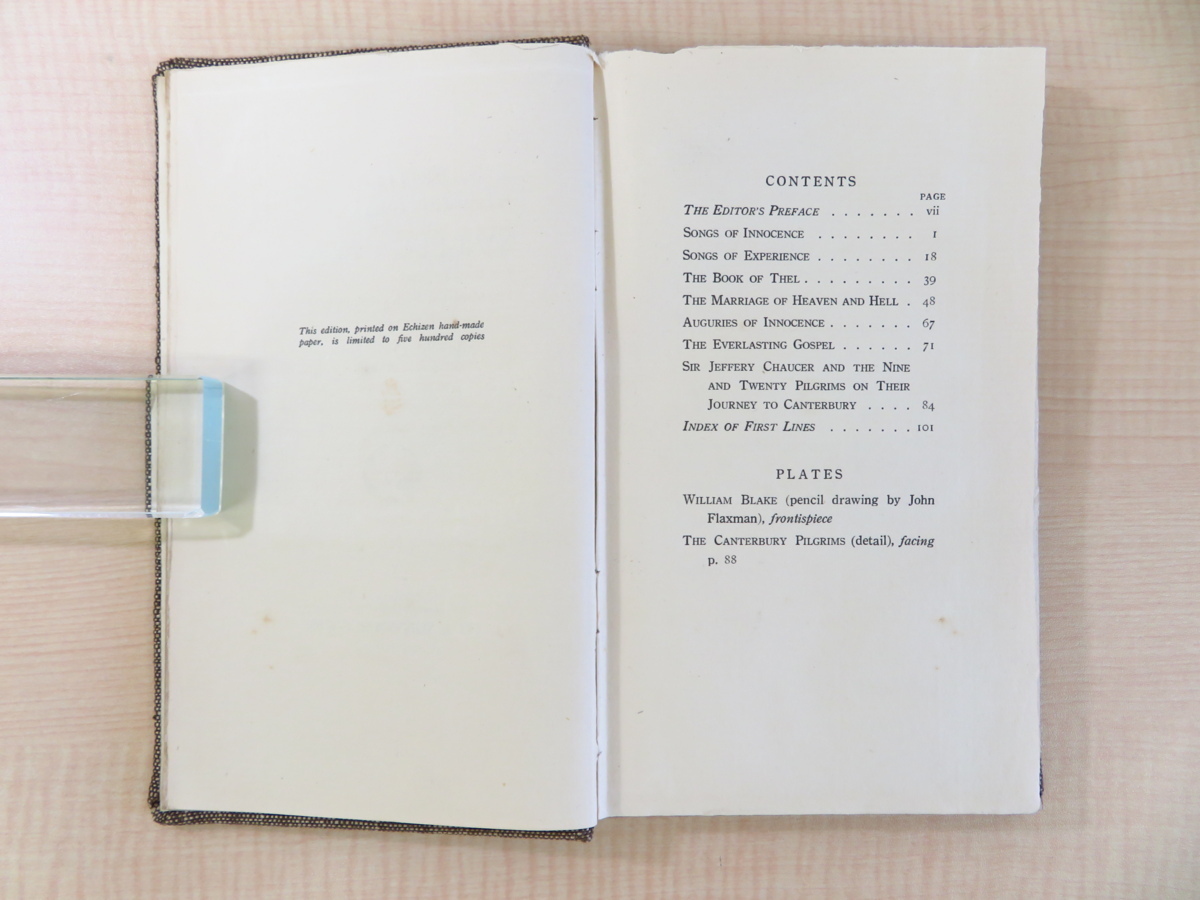 This edition, printed on Echizen hand-made
paper, is limited to five hundred copies
CONTENTS
PAGE
THE EDITOR'S PREFACE . . . . . . . vii
SONGS OF INNOCENCE . . . . . . . . 1
SONGS OF EXPERIENCE . . . . . . . . 18
THE BOOK OF THEL . . . . . . . . . 39
THE MARRIAGE OF HEAVEN AND HELL . 48
AUGURIES OF INNOCENCE . . . . . . . 67
THE EVERLASTING GOSPEL . . . . . . 71
SIR JEFFERY CHAUCER AND THE NINE
AND TWENTY PILGRIMS ON THEIR
JOURNEY TO CANTERBURY . . . . 84
INDEX OF FIRST LINES . . . . . . . 101
PLATES
WILLIAM BLAKE (pencil drawing by John
Flaxman), frontispiece
THE CANTERBURY PILGRIMS (detail), facing
p. 88